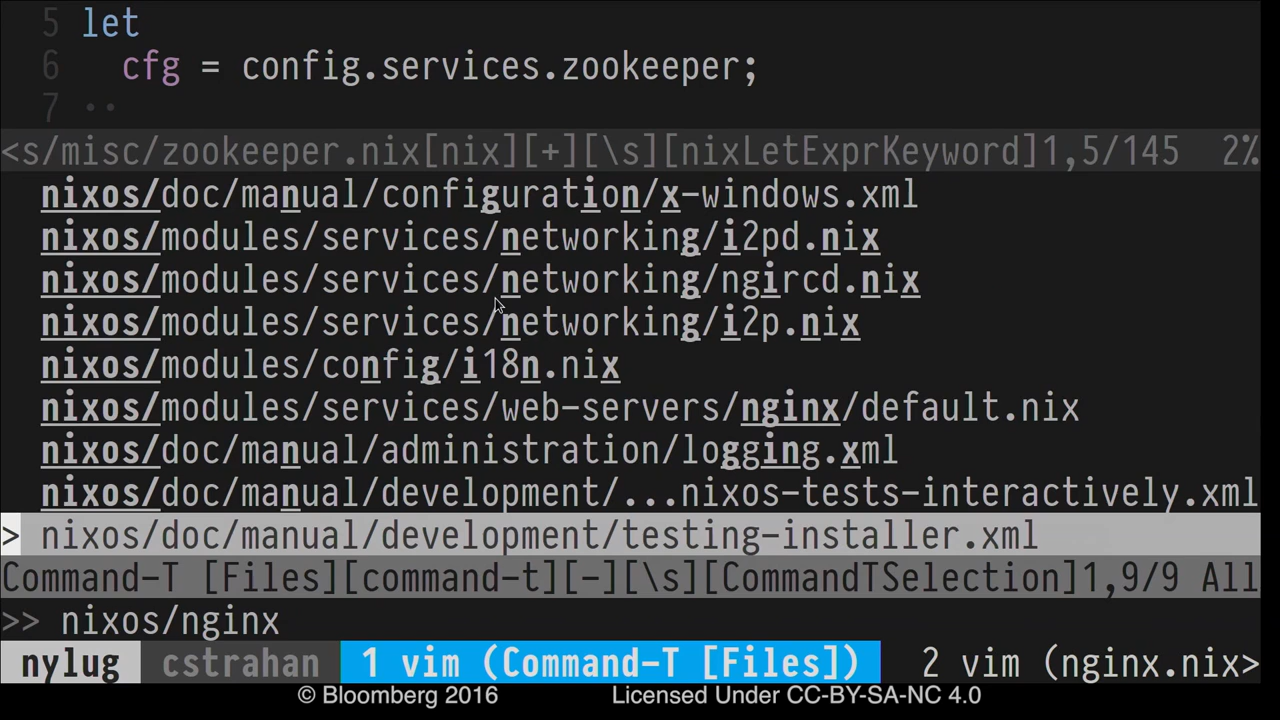 5 let
6 cfg = config.services.zookeeper;
7 ··
<s/misc/zookeeper.nix[nix][+][\s][nixLetExprKeyword]1,5/145 2%
nixos/doc/manual/configuration/x-windows.xml
nixos/modules/services/networking/i2pd.nix
nixos/modules/services/networking/ngircd.nix
nixos/modules/services/networking/i2p.nix
nixos/modules/config/i18n.nix
nixos/modules/services/web-servers/nginx/default.nix
nixos/doc/manual/administration/logging.xml
nixos/doc/manual/development/...nixos-tests-interactively.xml
> nixos/doc/manual/development/testing-installer.xml
Command-T [Files][command-t][-][\s][CommandTSelection]1,9/9 All
>> nixos/nginx
nylug cstrahan 1 vim (Command-T [Files]) 2 vim (nginx.nix>
© Bloomberg 2016 Licensed Under CC-BY-SA-NC 4.0